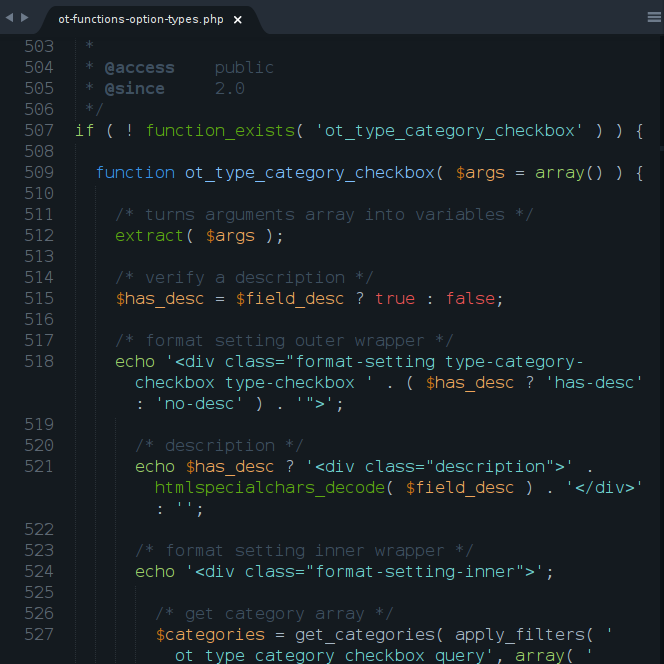 ot-functions-option-types.php ×
503 *
504 * @access public
505 * @since 2.0
506 */
507 if ( ! function_exists( 'ot_type_category_checkbox' ) ) {
508
509 function ot_type_category_checkbox( $args = array() ) {
510
511 /* turns arguments array into variables */
512 extract( $args );
513
514 /* verify a description */
515 $has_desc = $field_desc ? true : false;
516
517 /* format setting outer wrapper */
518 echo '<div class="format-setting type-category-
checkbox type-checkbox ' . ( $has_desc ? 'has-desc'
: 'no-desc' ) . '">';
519
520 /* description */
521 echo $has_desc ? '<div class="description">' .
htmlspecialchars_decode( $field_desc ) . '</div>'
: '';
522
523 /* format setting inner wrapper */
524 echo '<div class="format-setting-inner">';
525
526 /* get category array */
527 $categories = get_categories( apply_filters( '
ot_type_category_checkbox_query', array( '